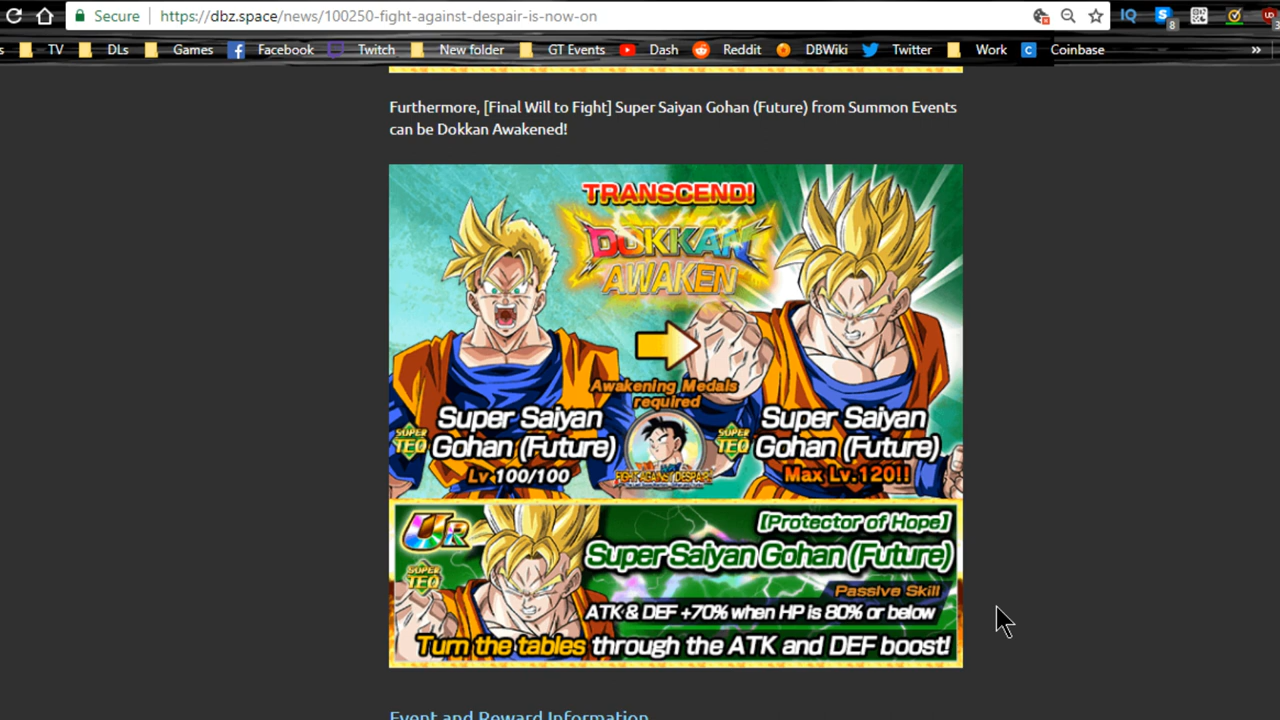 Secure https://dbz.space/news/100250-fight-against-despair-is-now-on
IQ 8
s TV DLs Games Facebook Twitch New folder GT Events Dash Reddit DBWiki Twitter Work C Coinbase »
Furthermore, [Final Will to Fight] Super Saiyan Gohan (Future) from Summon Events
can be Dokkan Awakened!
TRANSCEND!
DOKKAN
AWAKEN
Awakening Medals
required
SUPER TEQ
Super Saiyan
Gohan (Future)
Lv 100/100
FIGHT AGAINST DESPAIR!
SUPER TEQ
Super Saiyan
Gohan (Future)
Max Lv.120!!
UR
[Protector of Hope]
SUPER TEQ
Super Saiyan Gohan (Future)
Passive Skill
ATK & DEF +70% when HP is 80% or below
Turn the tables through the ATK and DEF boost!
Event and Reward Information